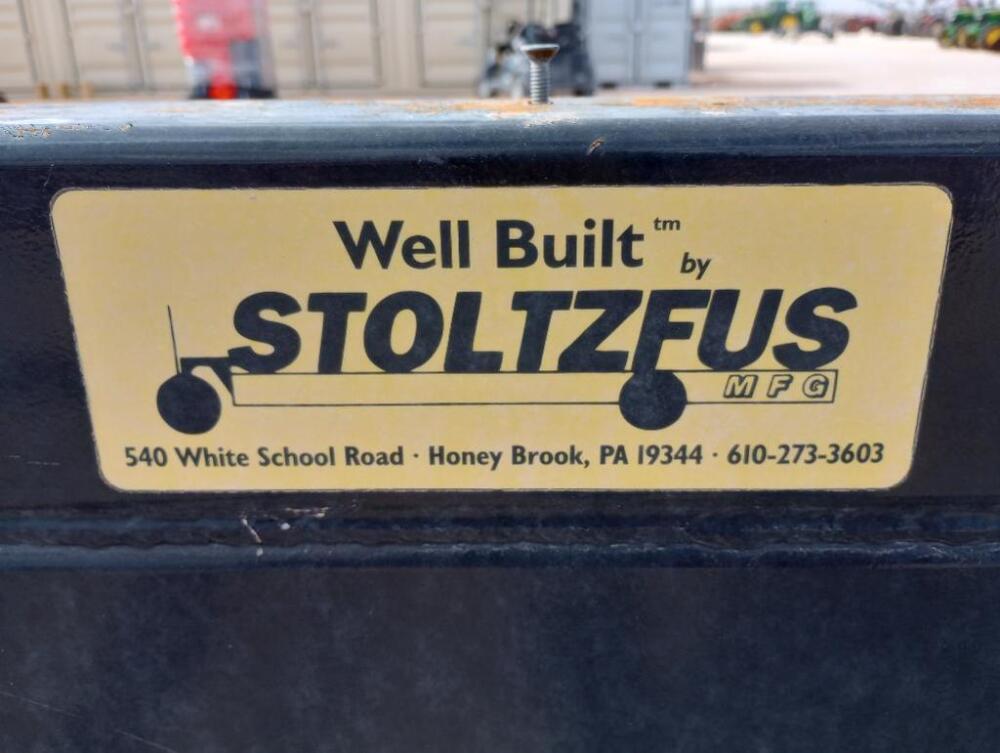 Well Built™
by
STOLTZFUS
MFG
540 White School Road · Honey Brook, PA 19344 · 610-273-3603